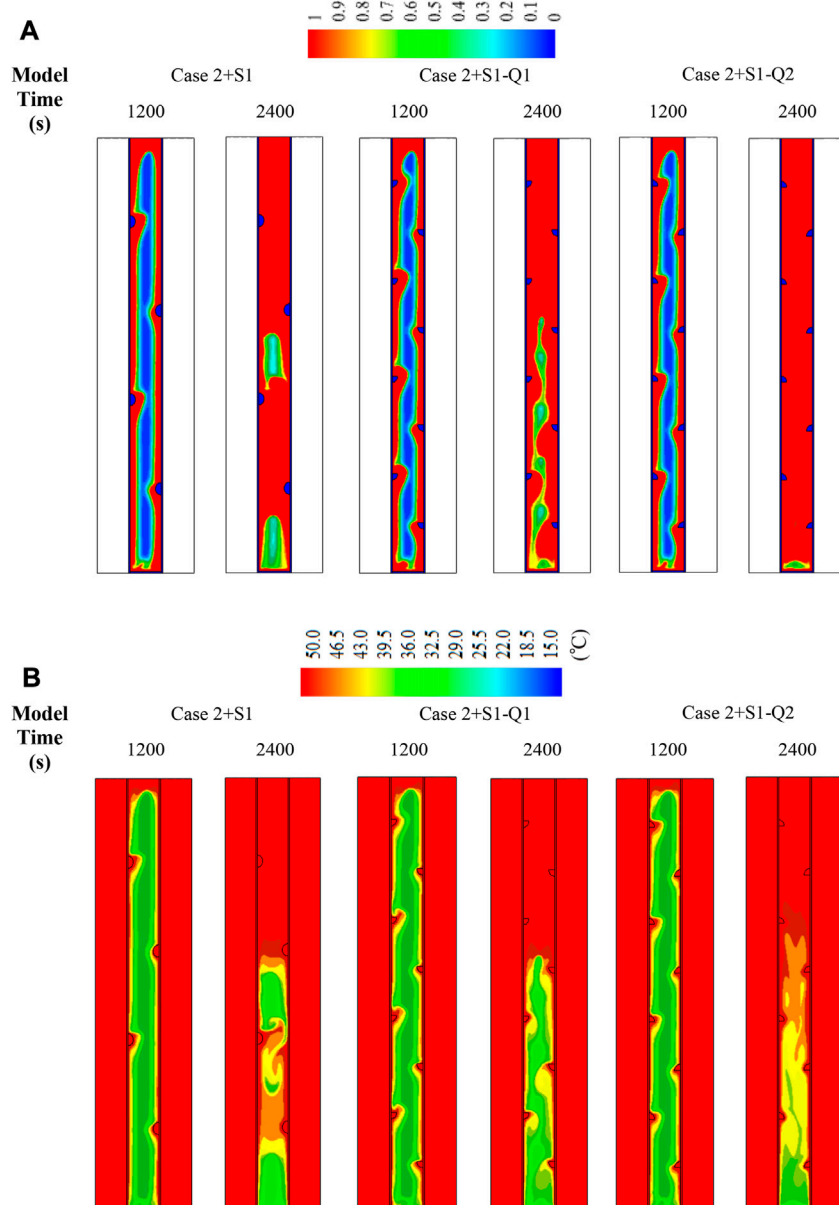 A
1 0.9 0.8 0.7 0.6 0.5 0.4 0.3 0.2 0.1 0
Model
Time
(s)
Case 2+S1 Case 2+S1-Q1 Case 2+S1-Q2
1200 2400 1200 2400 1200 2400
B
50.0 46.5 43.0 39.5 36.0 32.5 29.0 25.5 22.0 18.5 15.0 (℃)
Model
Time
(s)
Case 2+S1 Case 2+S1-Q1 Case 2+S1-Q2
1200 2400 1200 2400 1200 2400